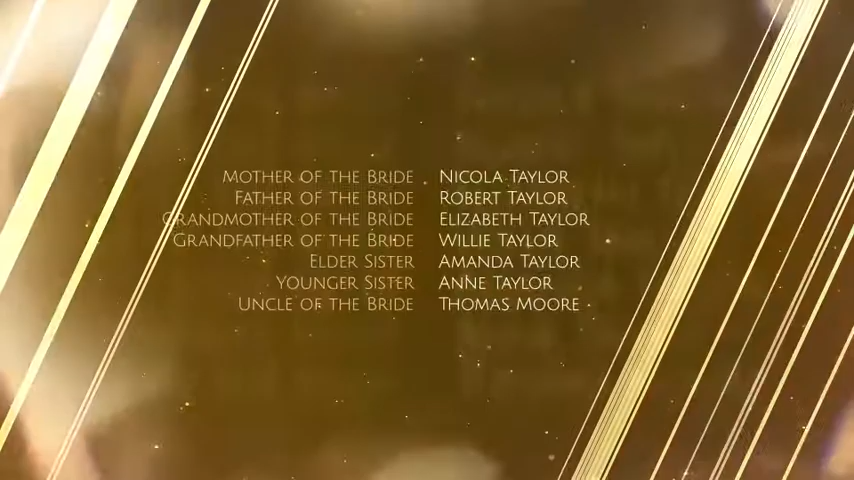 Mother of the Bride Nicola Taylor
Father of the Bride Robert Taylor
Grandmother of the Bride Elizabeth Taylor
Grandfather of the Bride Willie Taylor
Elder Sister Amanda Taylor
Younger Sister Anne Taylor
Uncle of the Bride Thomas Moore